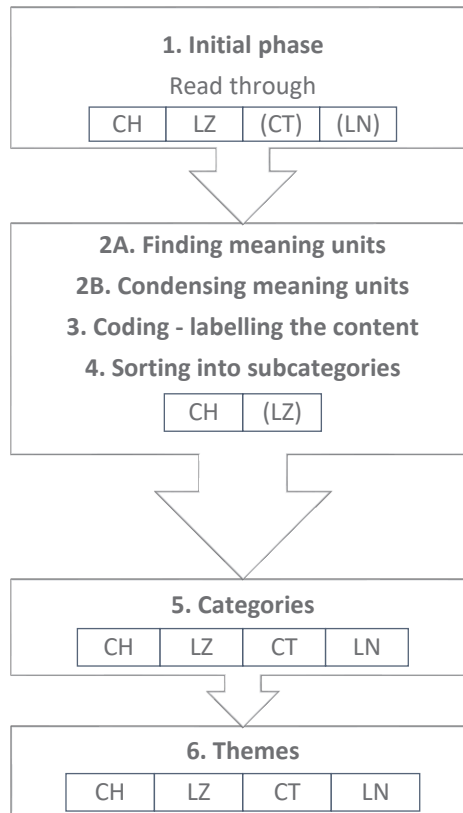 1. Initial phase
Read through
CH LZ (CT) (LN)
2A. Finding meaning units
2B. Condensing meaning units
3. Coding - labelling the content
4. Sorting into subcategories
CH (LZ)
5. Categories
CH LZ CT LN
6. Themes
CH LZ CT LN